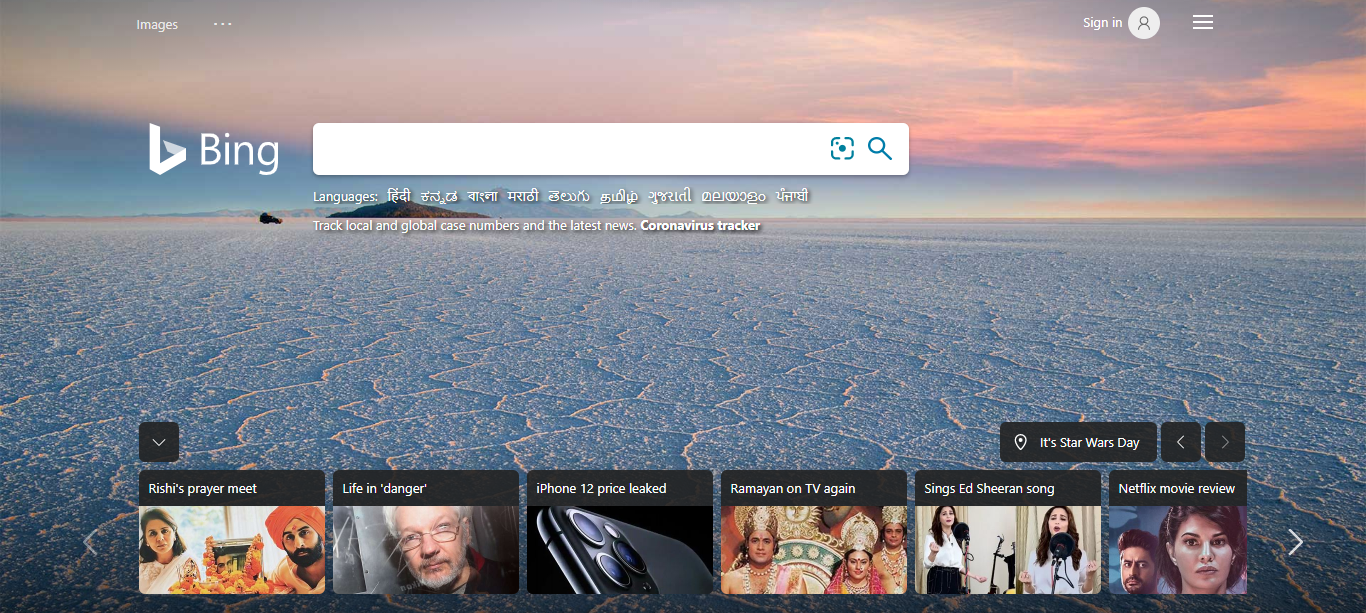 Images
Sign in
Bing
Languages: हिंदी ಕನ್ನಡ বাংলা मराठी తెలుగు தமிழ் ગુજરાતી മലയാളം ਪੰਜਾਬੀ
Track local and global case numbers and the latest news. Coronavirus tracker
It's Star Wars Day
Rishi's prayer meet
Life in 'danger'
iPhone 12 price leaked
Ramayan on TV again
Sings Ed Sheeran song
Netflix movie review